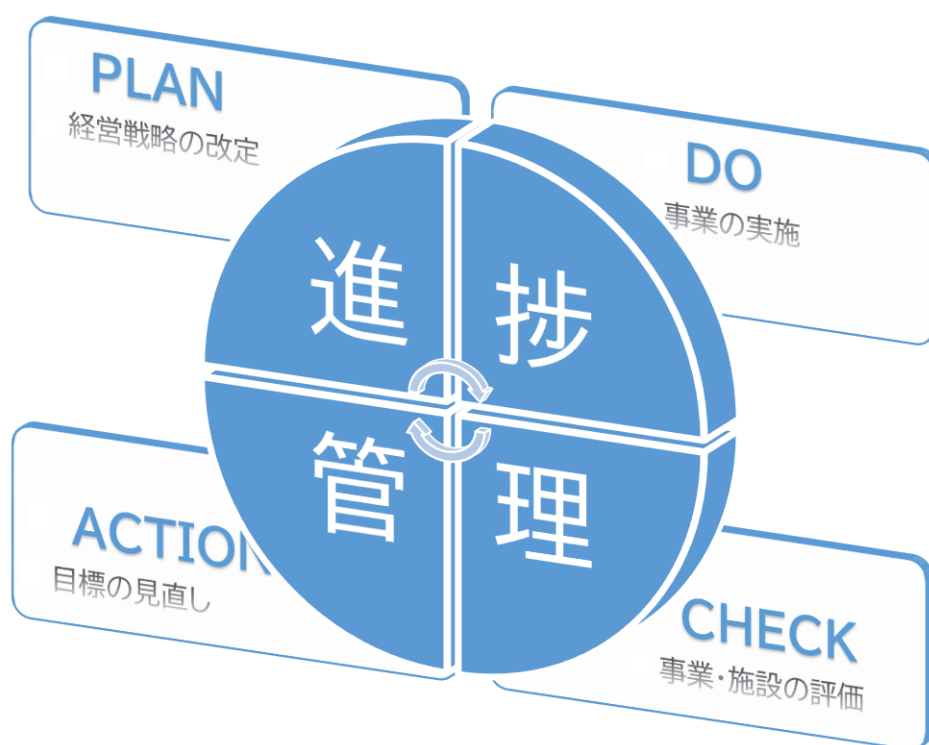 PLAN
経営戦略の改定
DO
事業の実施
進捗
管理
ACTION
目標の見直し
CHECK
事業・施設の評価